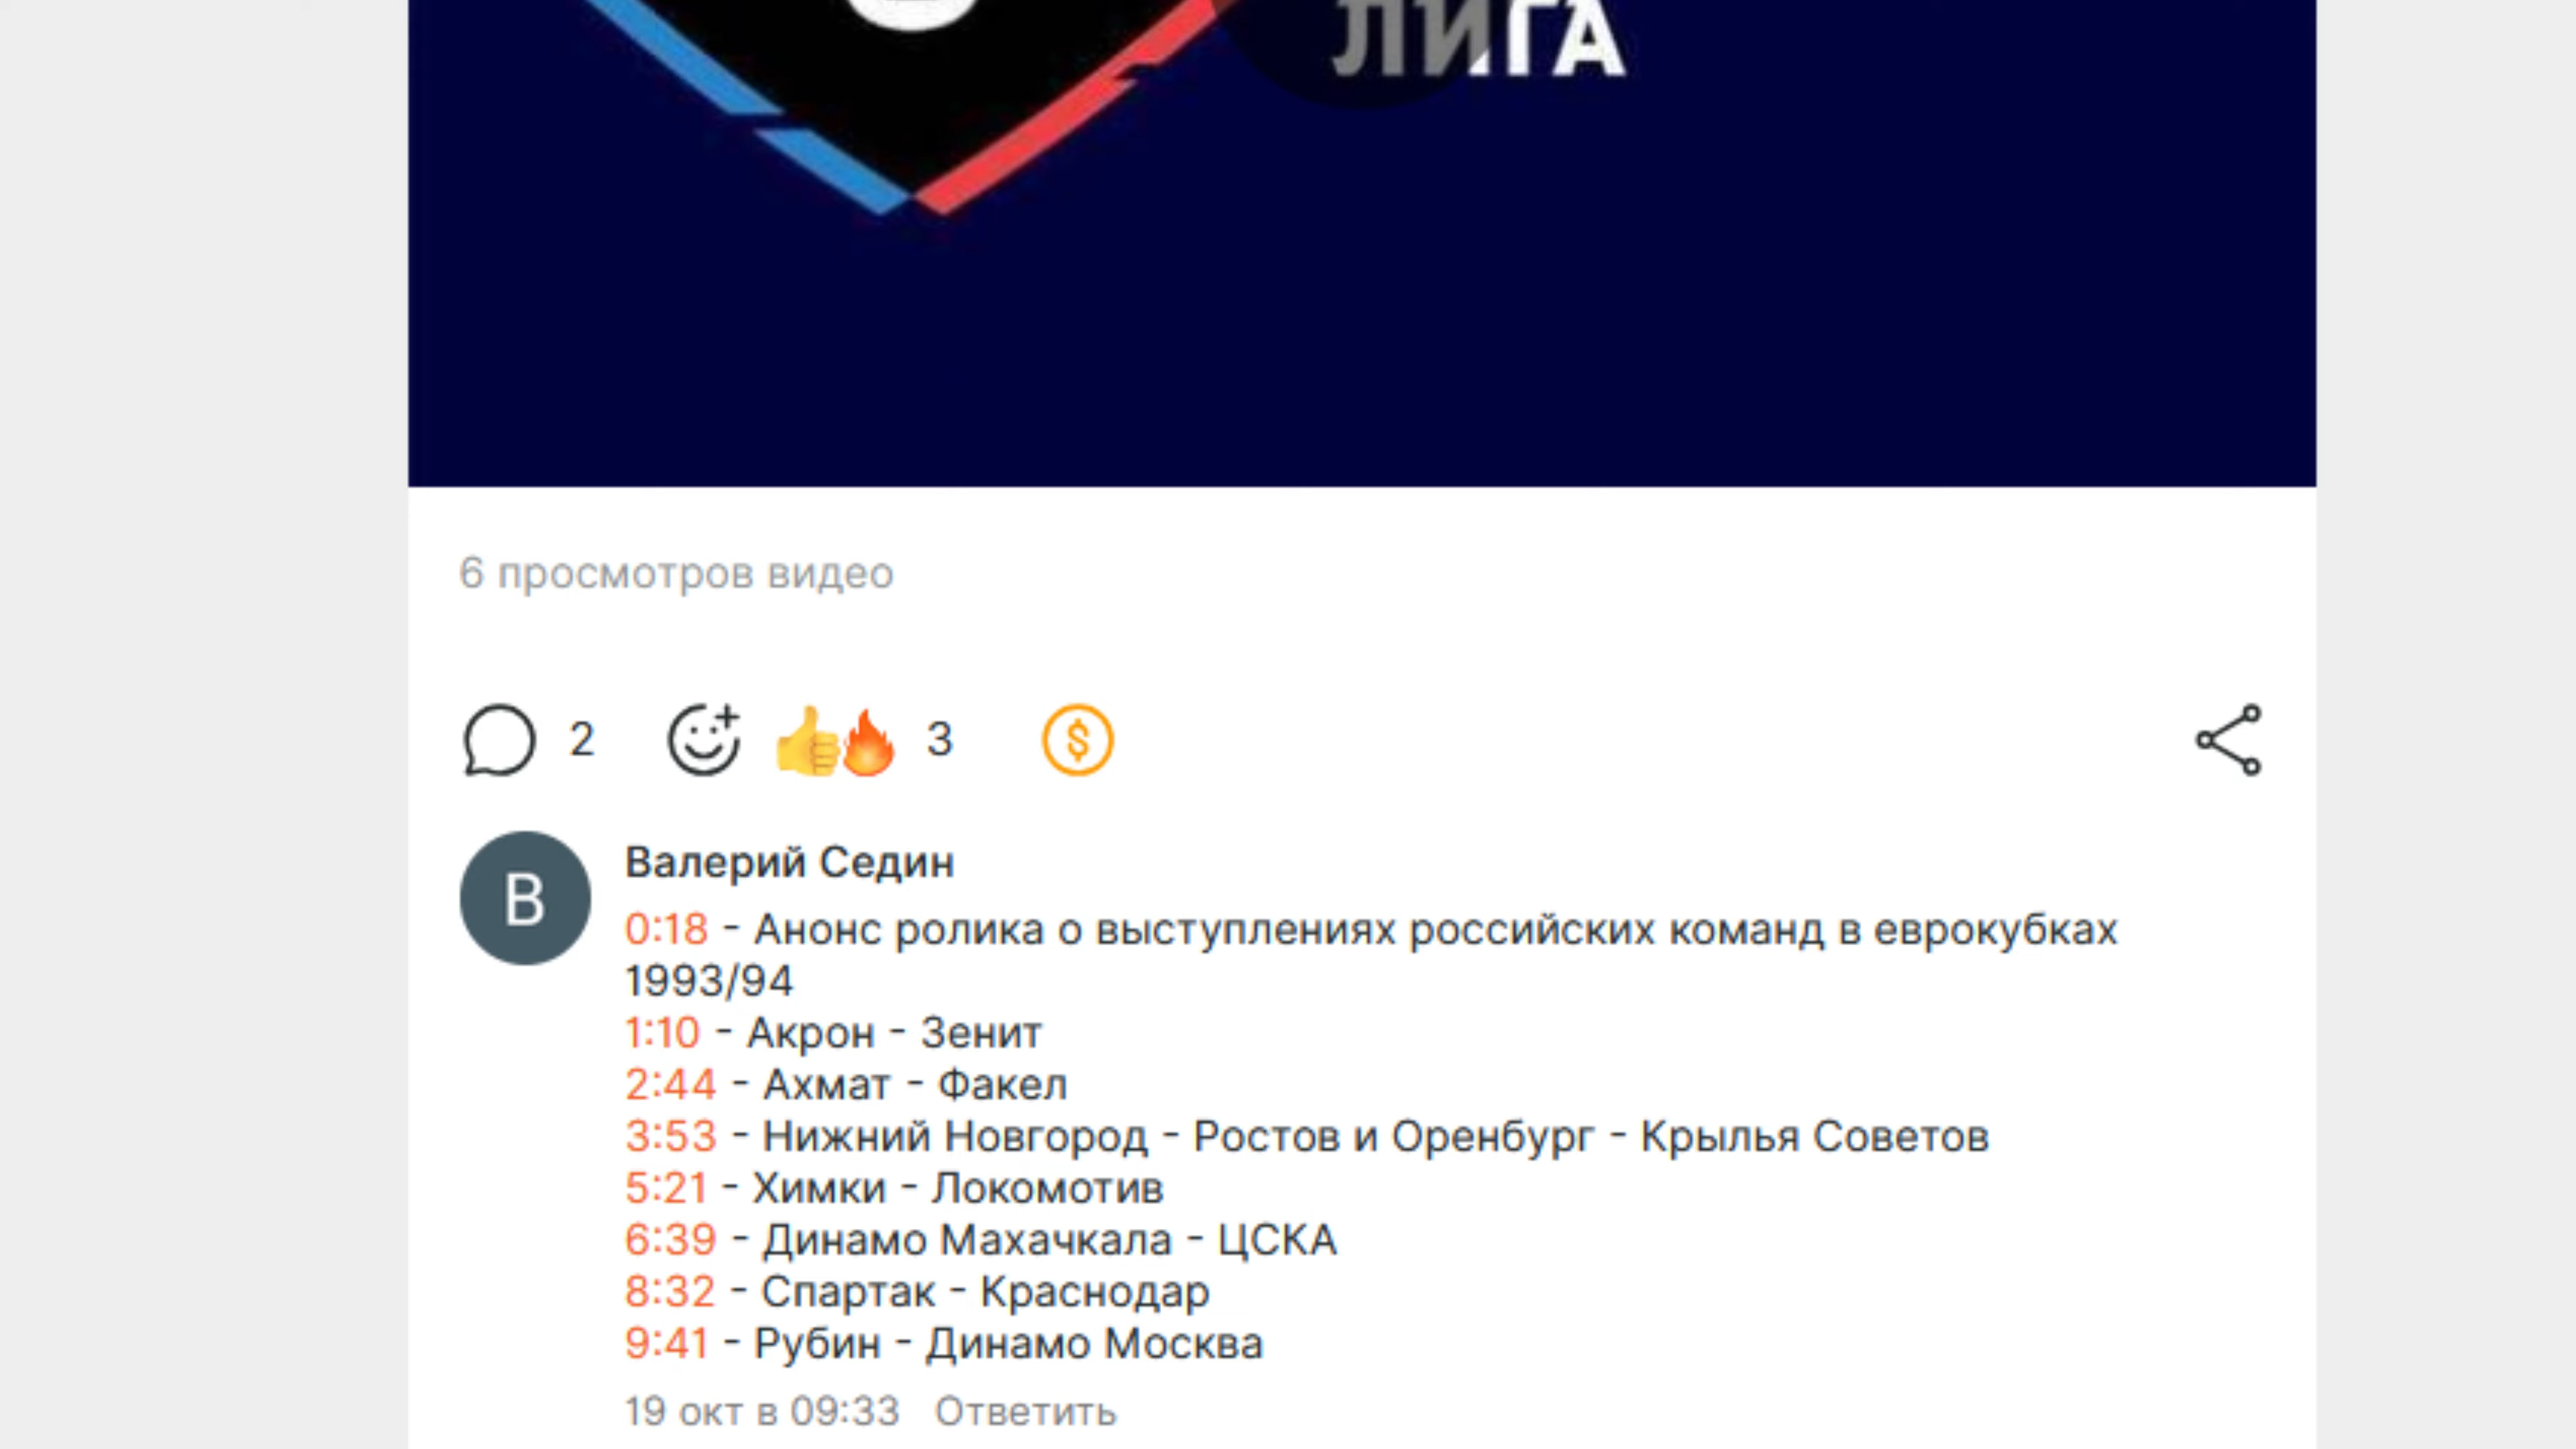 ЛИГА
6 просмотров видео
2 3
В
Валерий Седин
0:18 - Анонс ролика о выступлениях российских команд в еврокубках
1993/94
1:10 - Акрон - Зенит
2:44 - Ахмат - Факел
3:53 - Нижний Новгород - Ростов и Оренбург - Крылья Советов
5:21 - Химки - Локомотив
6:39 - Динамо Махачкала - ЦСКА
8:32 - Спартак - Краснодар
9:41 - Рубин - Динамо Москва
19 окт в 09:33 Ответить